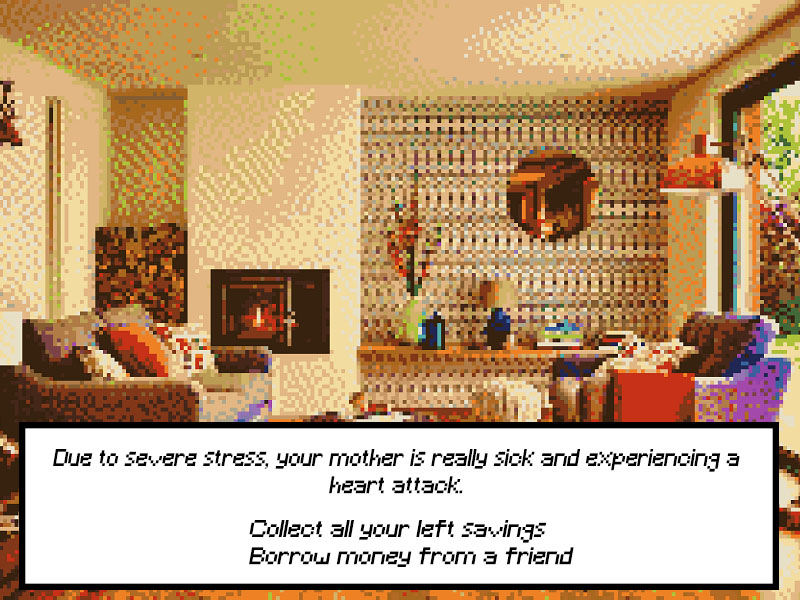 Due to severe stress, your mother is really sick and experiencing a
heart attack.
Collect all your left savings
Borrow money from a friend